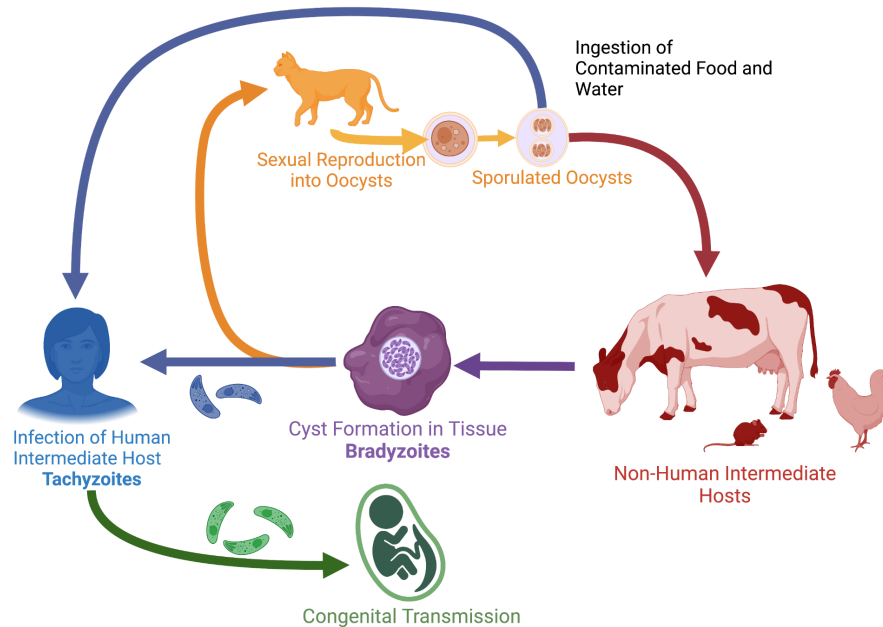 Ingestion of
Contaminated Food and
Water
Sexual Reproduction
into Oocysts
Sporulated Oocysts
Infection of Human
Intermediate Host
Tachyzoites
Cyst Formation in Tissue
Bradyzoites
Non-Human Intermediate
Hosts
Congenital Transmission